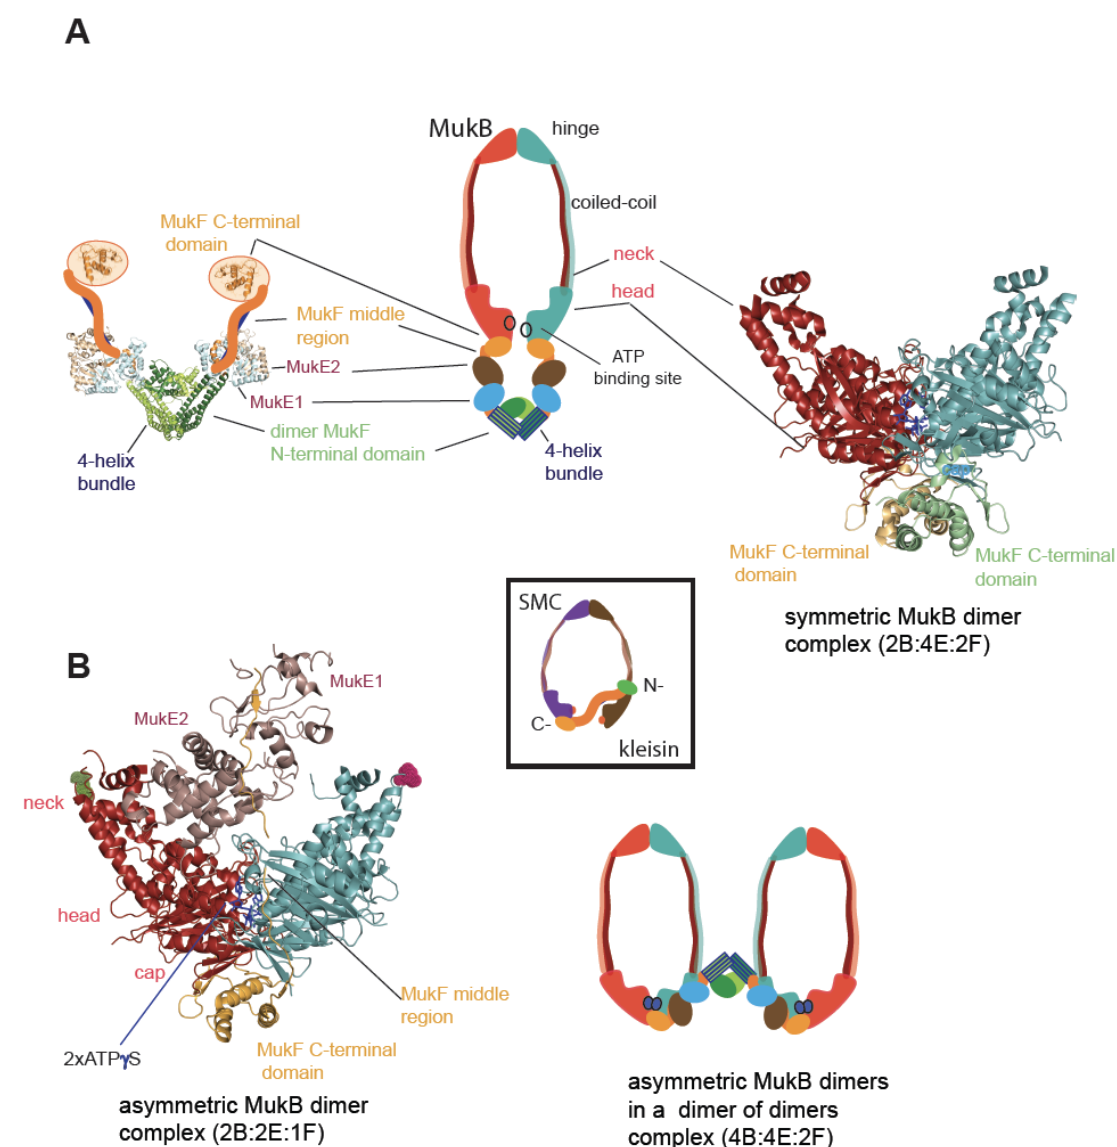 A
MukB
hinge
coiled-coil
MukF C-terminal
domain
neck
head
MukF middle
region
MukE2
ATP
binding site
MukE1
dimer MukF
N-terminal domain
4-helix
bundle
4-helix
bundle
MukF C-terminal
domain
MukF C-terminal
domain
symmetric MukB dimer
complex (2B:4E:2F)
SMC
N-
C-
kleisin
B
MukE1
MukE2
neck
head
cap
MukF middle
region
2xATPγS
MukF C-terminal
domain
asymmetric MukB dimer
complex (2B:2E:1F)
asymmetric MukB dimers
in a dimer of dimers
complex (4B:4E:2F)